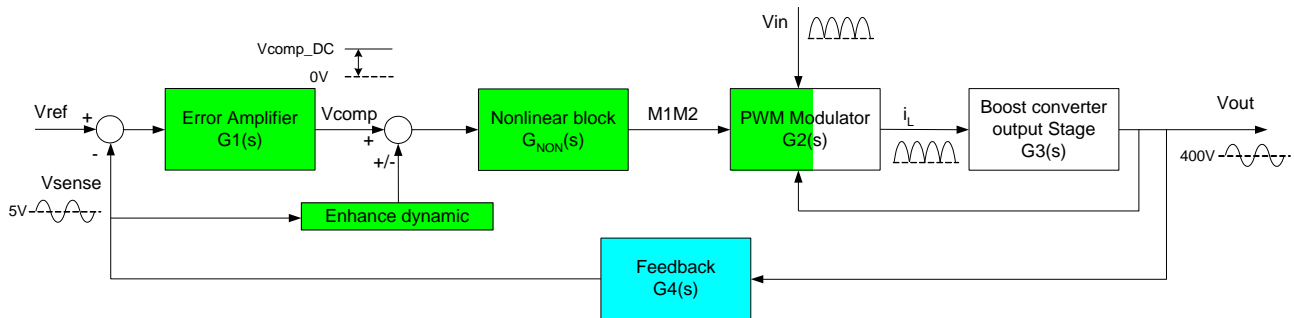 Vin
Vcomp_DC
0V
Vref
+
-
Error Amplifier
G1(s)
Vcomp
+
+/-
Nonlinear block
GNON(s)
M1M2
PWM Modulator
G2(s)
iL
Boost converter
output Stage
G3(s)
Vout
400V
Vsense
5V
Enhance dynamic
Feedback
G4(s)